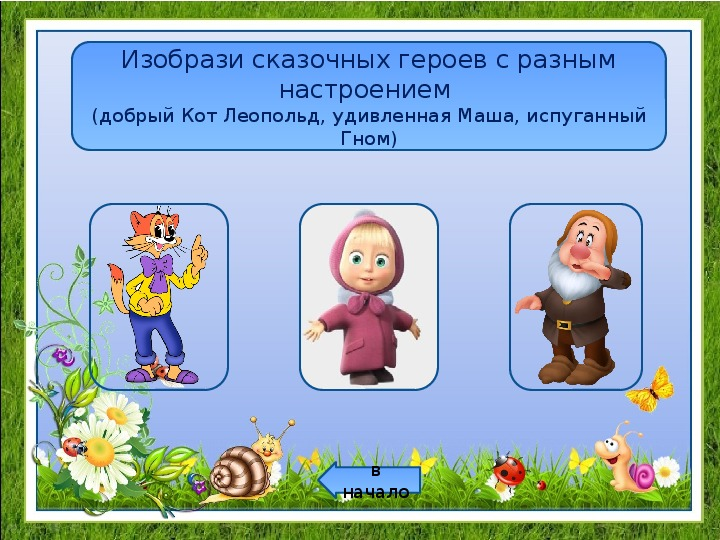 Изобрази сказочных героев с разным
настроением
(добрый Кот Леопольд, удивленная Маша, испуганный
Гном)
в
начало